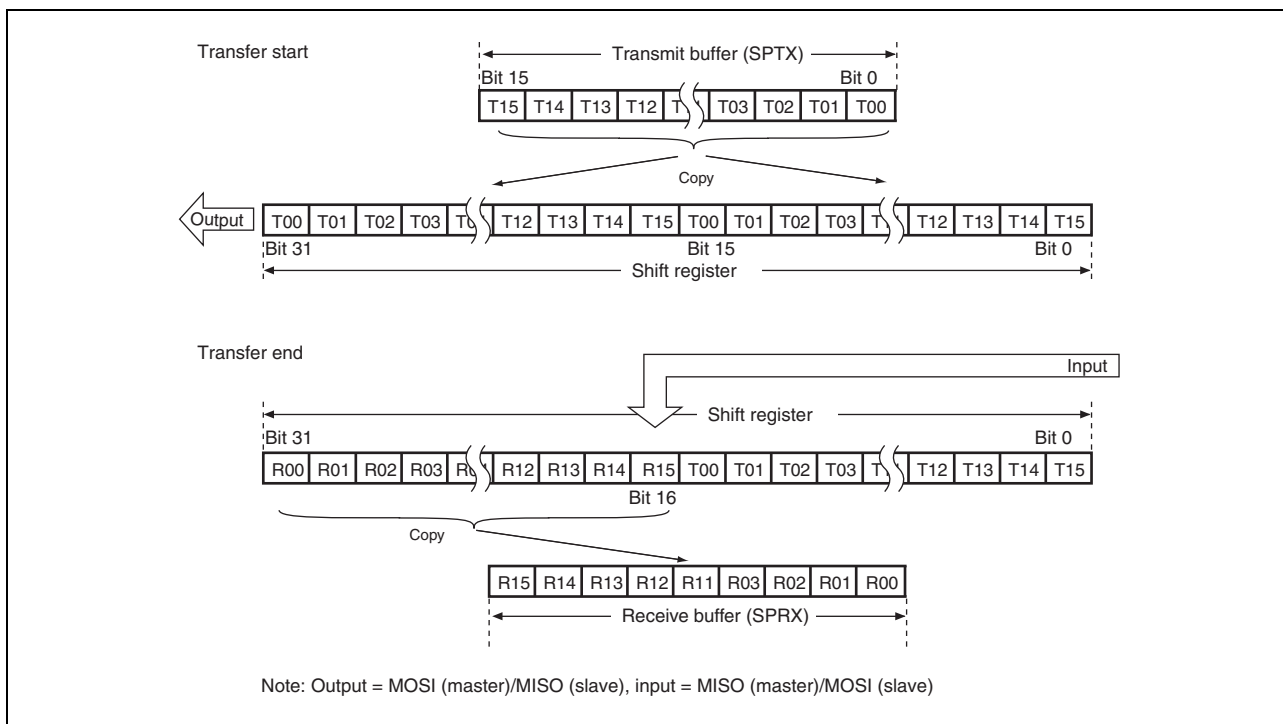 Transfer start
Transmit buffer (SPTX)
Bit 15 Bit 0
T15 T14 T13 T12 T03 T02 T01 T00
Copy
Output T00 T01 T02 T03 T12 T13 T14 T15 T00 T01 T02 T03 T12 T13 T14 T15
Bit 31 Bit 15 Bit 0
Shift register
Transfer end
Input
Shift register
Bit 31 Bit 0
R00 R01 R02 R03 R12 R13 R14 R15 T00 T01 T02 T03 T12 T13 T14 T15
Bit 16
Copy
R15 R14 R13 R12 R11 R03 R02 R01 R00
Receive buffer (SPRX)
Note: Output = MOSI (master)/MISO (slave), input = MISO (master)/MOSI (slave)